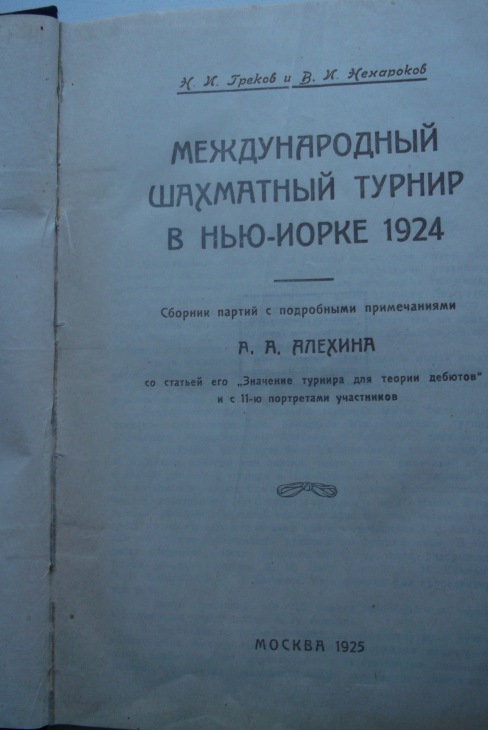 Н. И. Греков и В. И. Нехароков
МЕЖДУНАРОДНЫЙ
ШАХМАТНЫЙ ТУРНИР
В НЬЮ-ИОРКЕ 1924
Сборник партий с подробными примечаниями
А. А. АЛЕХИНА
со статьей его „Значение турнира для теории дебютов“
и с 11-ю портретами участников
МОСКВА 1925